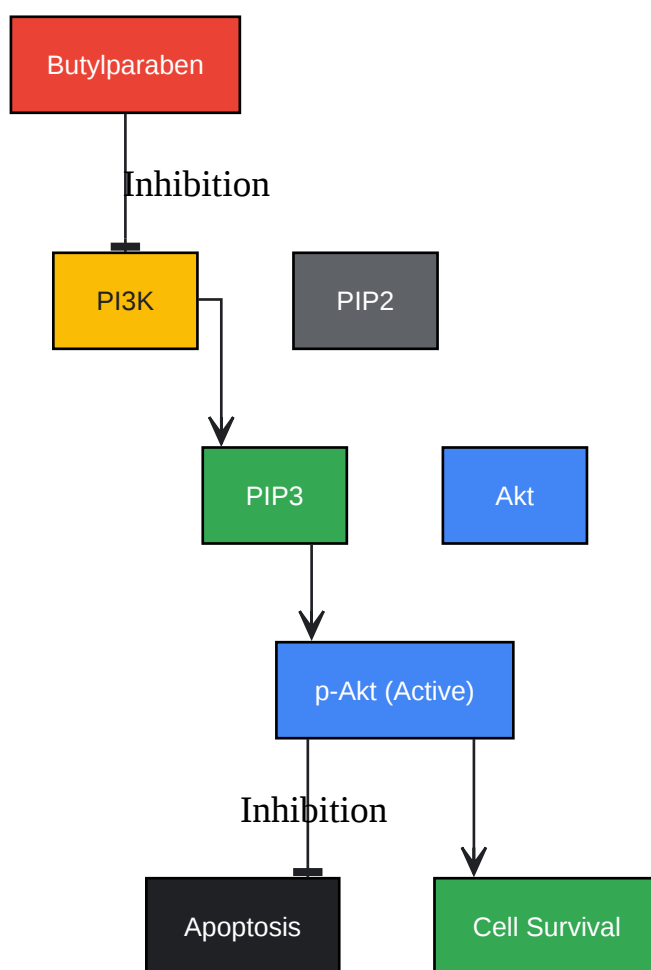 Butylparaben
Inhibition
PI3K
PIP2
PIP3
Akt
p-Akt (Active)
Inhibition
Apoptosis
Cell Survival